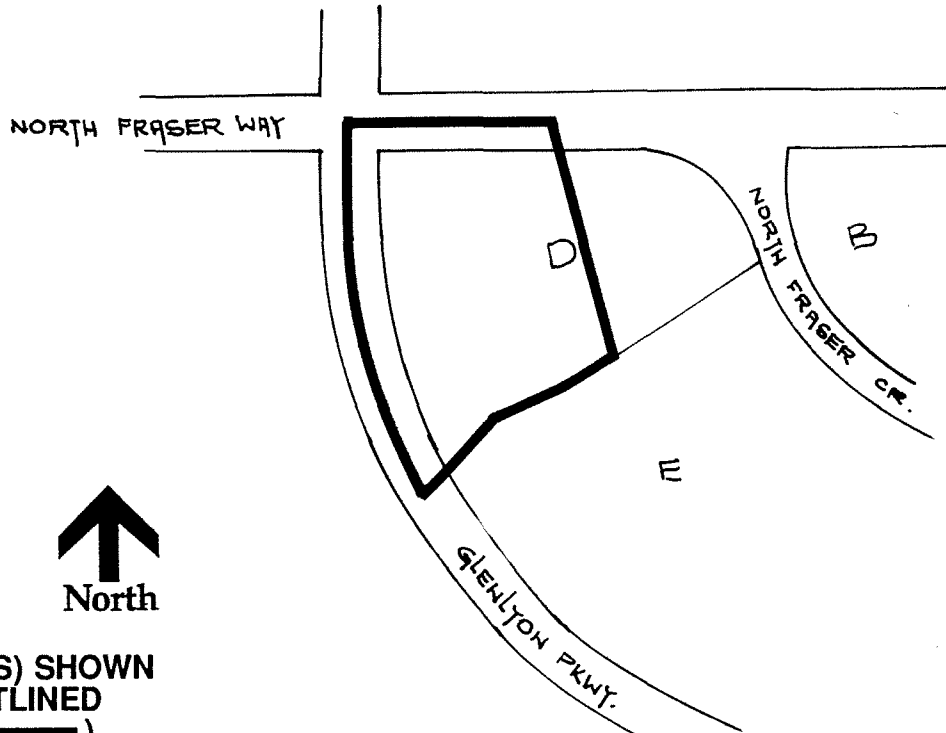 NORTH FRASER WAY
NORTH FRASER CR.
B
D
E
GLENLYON PKWY.
North
S) SHOWN
TLINED
)